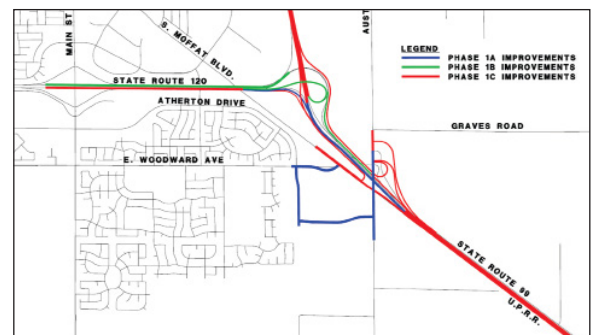 MAIN ST
S. MOFFAT BLVD.
AUST
LEGEND
PHASE 1A IMPROVEMENTS
PHASE 1B IMPROVEMENTS
PHASE 1C IMPROVEMENTS
STATE ROUTE 120
ATHERTON DRIVE
GRAVES ROAD
E. WOODWARD AVE
STATE ROUTE 99
U.P.R.R.